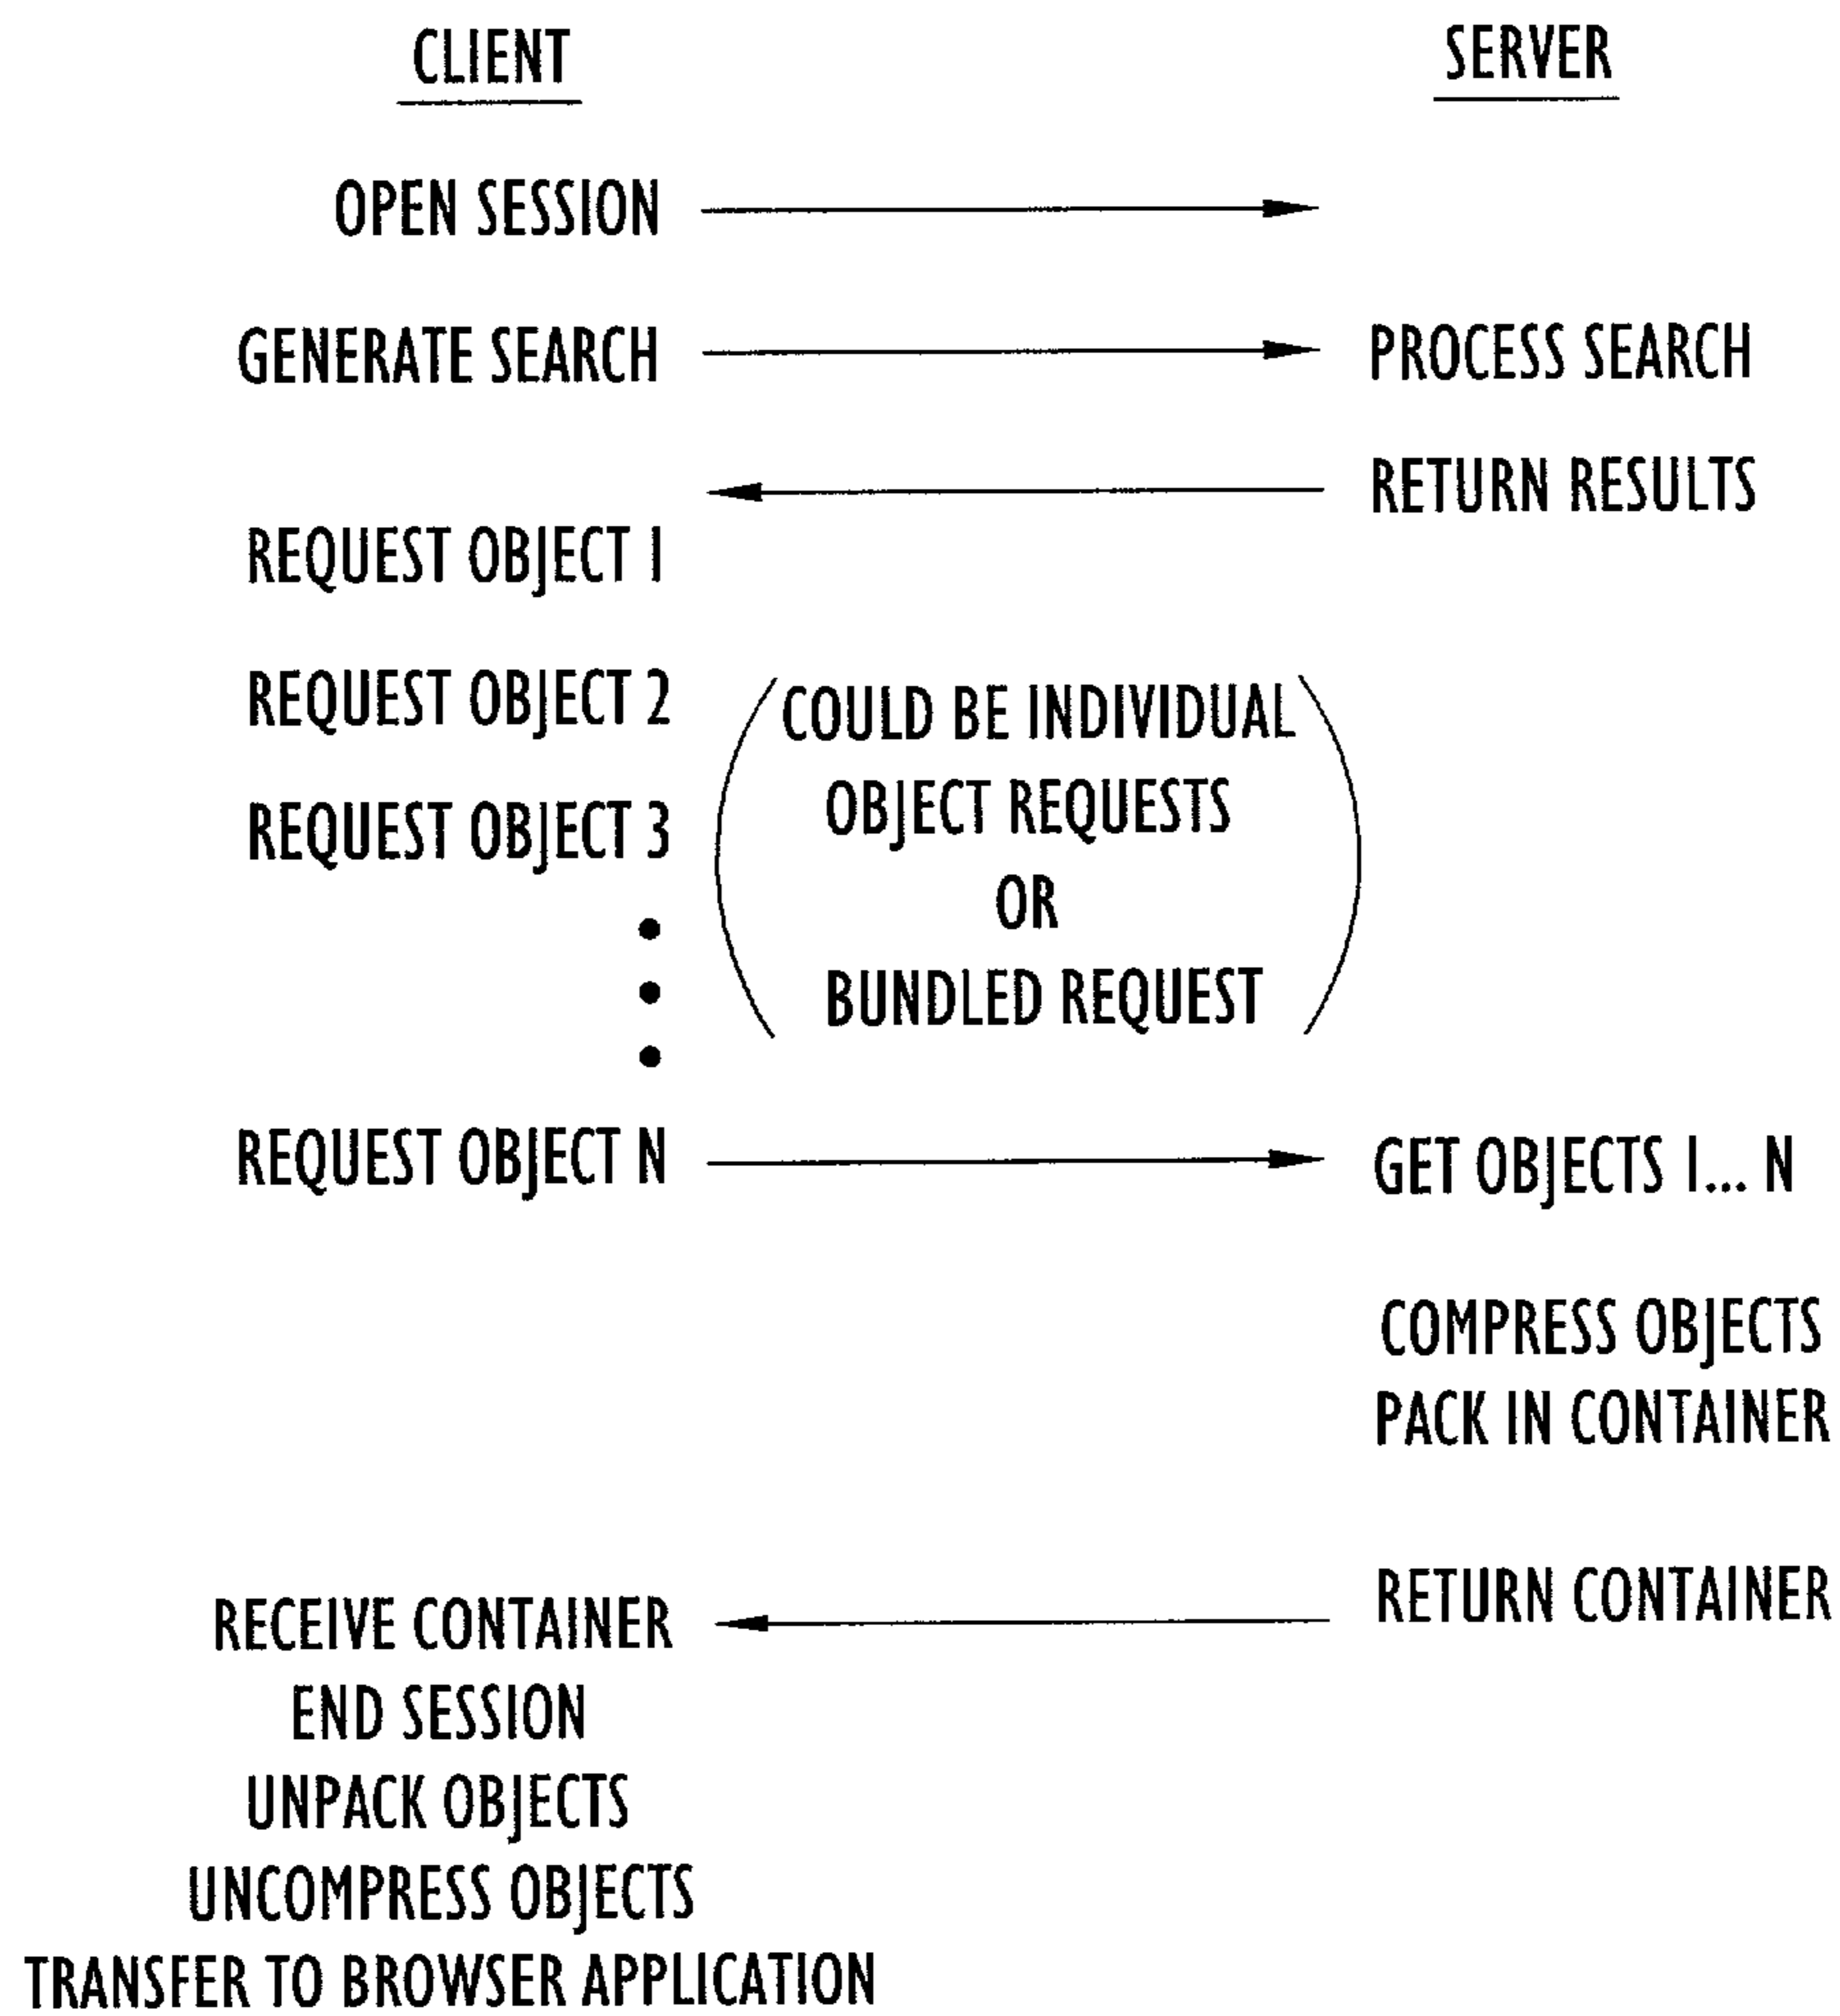 CLIENT
SERVER
OPEN SESSION
GENERATE SEARCH
PROCESS SEARCH
RETURN RESULTS
REQUEST OBJECT 1
REQUEST OBJECT 2
REQUEST OBJECT 3
COULD BE INDIVIDUAL
OBJECT REQUESTS
OR
BUNDLED REQUEST
REQUEST OBJECT N
GET OBJECTS 1... N
COMPRESS OBJECTS
PACK IN CONTAINER
RETURN CONTAINER
RECEIVE CONTAINER
END SESSION
UNPACK OBJECTS
UNCOMPRESS OBJECTS
TRANSFER TO BROWSER APPLICATION